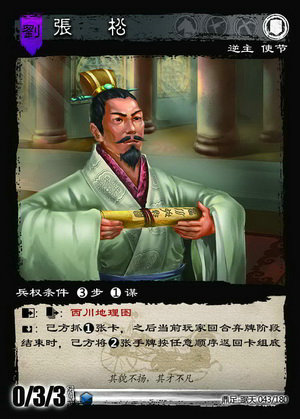 劉 張 松
逆主 使节
兵权条件 3 步 1 谋
: 西川地理图
: 己方抓1张卡,之后当前玩家回合弃牌阶段
结束时,己方将2张手牌按任意顺序返回卡组底
其貌不扬,其才不凡
0/3/3
043/180